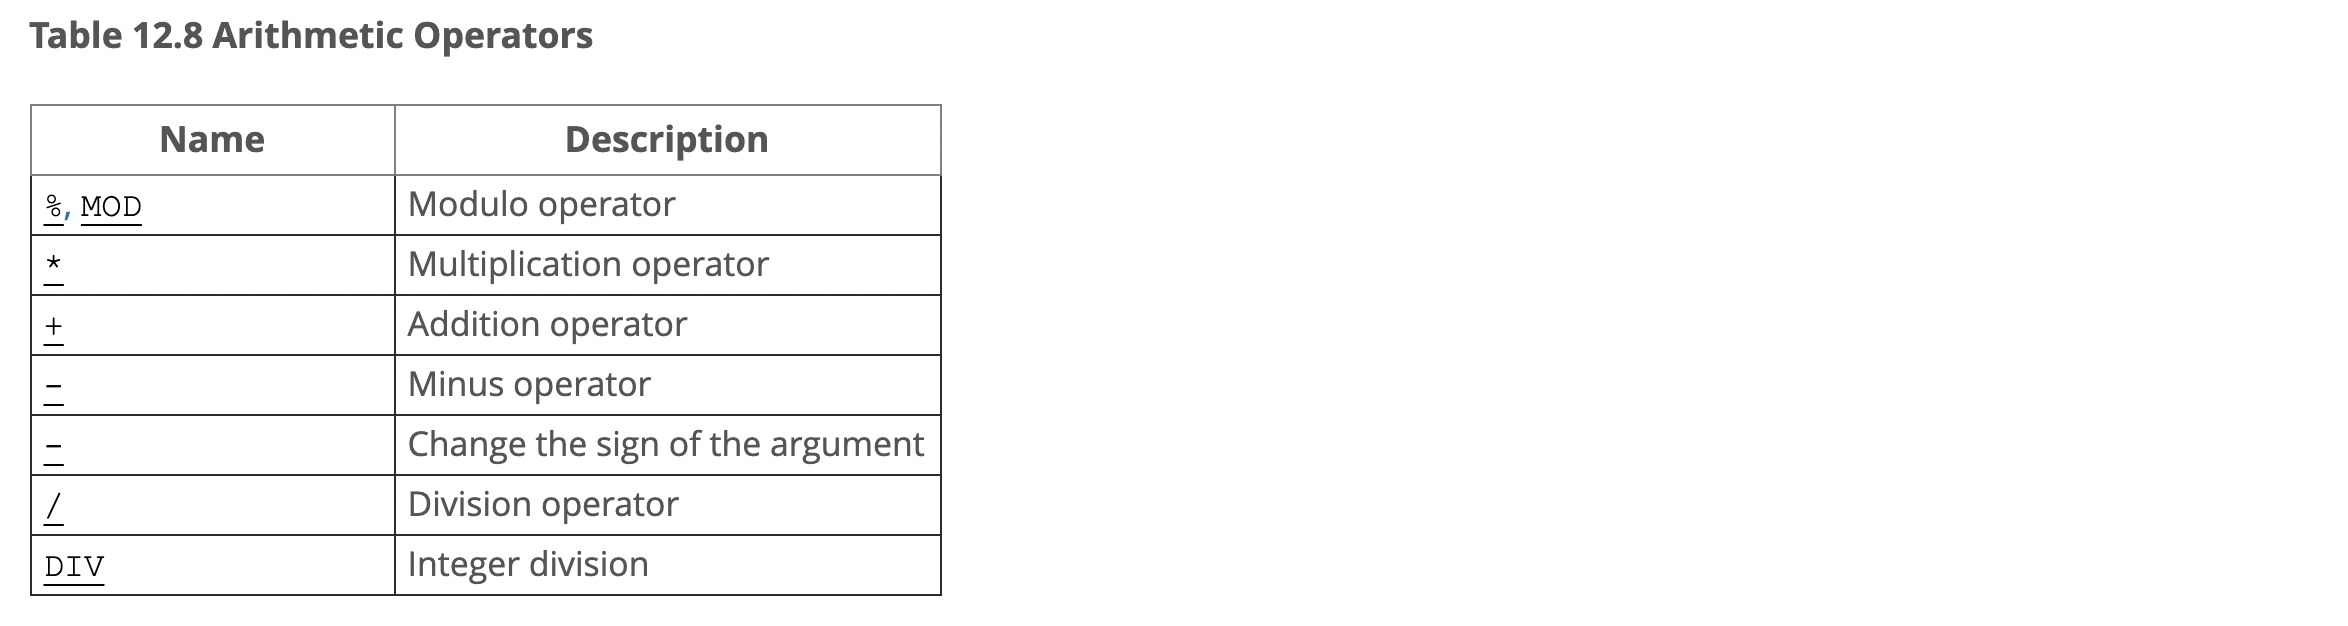 Table 12.8 Arithmetic Operators
Name Description
%, MOD Modulo operator
* Multiplication operator
+ Addition operator
- Minus operator
- Change the sign of the argument
/ Division operator
DIV Integer division